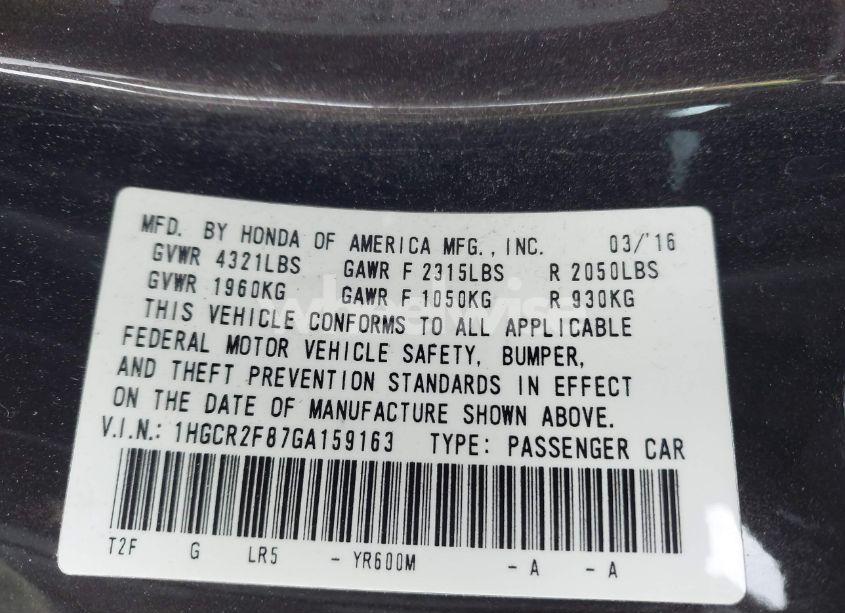 MFD. BY HONDA OF AMERICA MFG., INC. 03/'16
GVWR 4321LBS GAWR F 2315LBS R 2050LBS
GVWR 1960KG GAWR F 1050KG R 930KG
THIS VEHICLE CONFORMS TO ALL APPLICABLE
FEDERAL MOTOR VEHICLE SAFETY, BUMPER,
AND THEFT PREVENTION STANDARDS IN EFFECT
ON THE DATE OF MANUFACTURE SHOWN ABOVE.
V.I.N.: 1HGCR2F87GA159163 TYPE: PASSENGER CAR
T2F G LR5 - YR600M - A - A